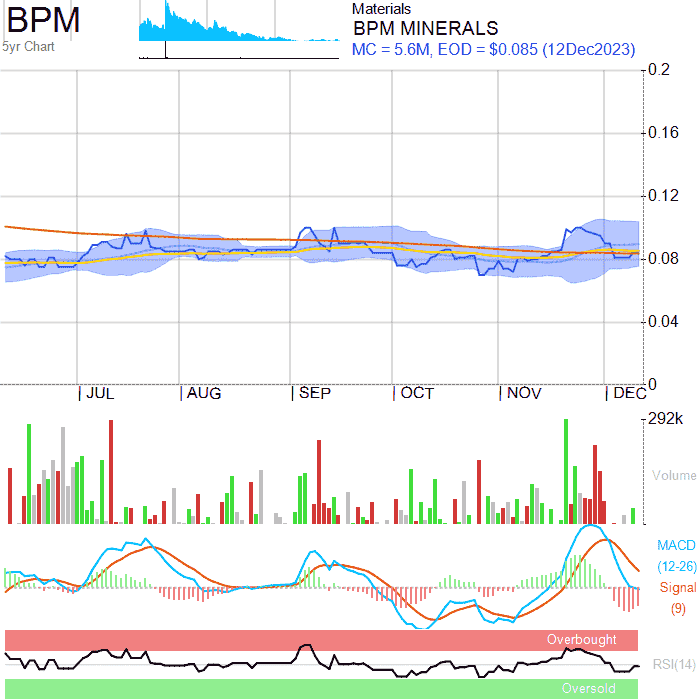 BPM
5yr Chart
Materials
BPM MINERALS
MC = 5.6M, EOD = $0.085 (12Dec2023)
0.2
0.16
0.12
0.08
0.04
0
JUL AUG SEP OCT NOV DEC
292k
Volume
MACD
(12-26)
Signal
(9)
Overbought
RSI(14)
Oversold